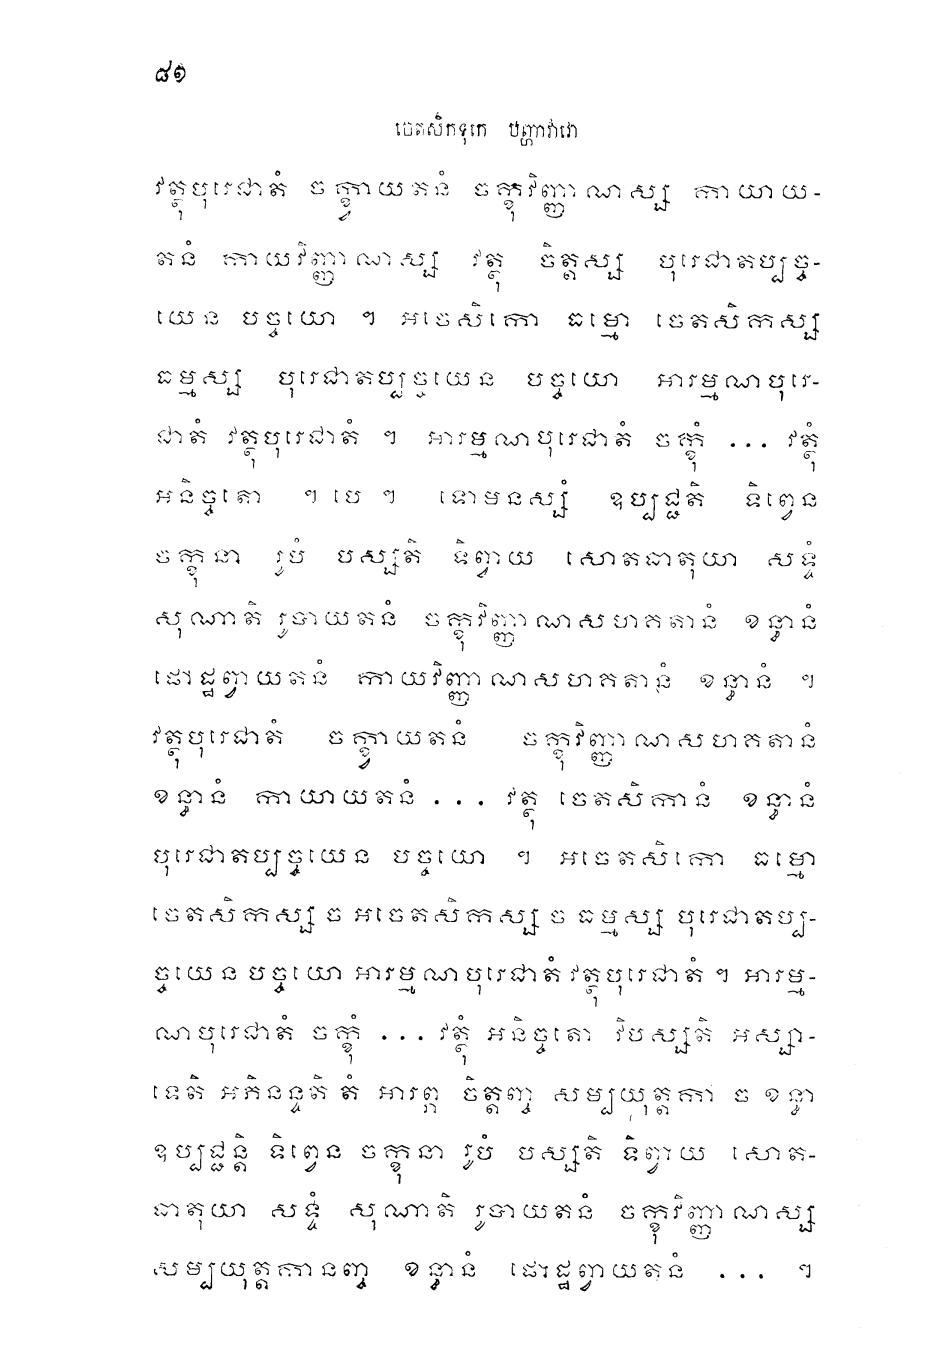 ៨១
ចេតសិកទុកេ បញ្ហាវារោ
វត្ថុបុរេជាតំ ចក្ខ្វាយតនំ ចក្ខុវិញ្ញាណស្ស កាយាយ-
តនំ កាយវិញ្ញាណស្ស វត្ថុ ចិត្តស្ស បុរេជាតប្បច្ច-
យេន បច្ចយោ ។ អចេសិកោ ធម្មោ ចេតសិកស្ស
ធម្មស្ស បុរេជាតប្បច្ចយេន បច្ចយោ អារម្មណបុរេ-
ជាតំ វត្ថុបុរេជាតំ ។ អារម្មណបុរេជាតំ ចក្ខុំ ... វត្ថុំ
អនិច្ចតោ ។ បេ ។ ទោមនស្សំ ឧប្បជ្ជតិ ទិព្វេន
ចក្ខុនា រូបំ បស្សតិ ទិព្វាយ សោតធាតុយា សទ្ទំ
សុណាតិ រូបាយតនំ ចក្ខុវិញ្ញាណសហគតានំ ខន្ធានំ
ផោដ្ឋព្វាយតនំ កាយវិញ្ញាណសហគតានំ ខន្ធានំ ។
វត្ថុបុរេជាតំ ចក្ខ្វាយតនំ ចក្ខុវិញ្ញាណសហគតានំ
ខន្ធានំ កាយាយតនំ ... វត្ថុ ចេតសិកានំ ខន្ធានំ
បុរេជាតប្បច្ចយេន បច្ចយោ ។ អចេតសិកោ ធម្មោ
ចេតសិកស្ស ច អចេតសិកស្ស ច ធម្មស្ស បុរេជាតប្ប-
ច្ចយេន បច្ចយោ អារម្មណបុរេជាតំ វត្ថុបុរេជាតំ ។ អារម្ម-
ណបុរេជាតំ ចក្ខុំ ... វត្ថុំ អនិច្ចតោ វិបស្សតិ អស្សា-
ទេតិ អភិនន្ទតិ តំ អារព្ភ ចិត្តញ្ច សម្បយុត្តកា ច ខន្ធា
ឧប្បជ្ជន្តិ ទិព្វេន ចក្ខុនា រូបំ បស្សតិ ទិព្វាយ សោត-
ធាតុយា សទ្ទំ សុណាតិ រូបាយតនំ ចក្ខុវិញ្ញាណស្ស
សម្បយុត្តកានញ្ច ខន្ធានំ ផោដ្ឋព្វាយតនំ ... ។